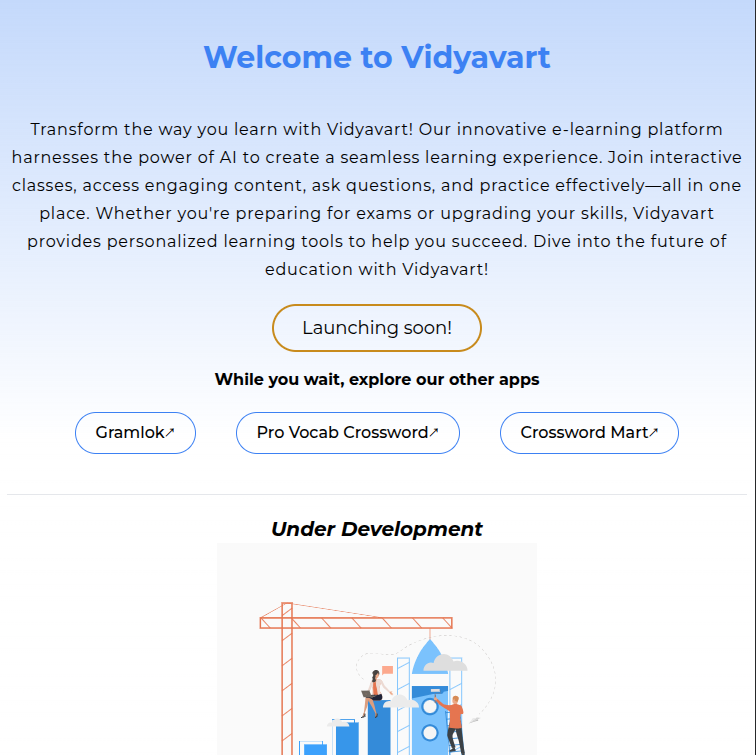 Welcome to Vidyavart
Transform the way you learn with Vidyavart! Our innovative e-learning platform
harnesses the power of AI to create a seamless learning experience. Join interactive
classes, access engaging content, ask questions, and practice effectively—all in one
place. Whether you're preparing for exams or upgrading your skills, Vidyavart
provides personalized learning tools to help you succeed. Dive into the future of
education with Vidyavart!
Launching soon!
While you wait, explore our other apps
Gramlok↗ Pro Vocab Crossword↗ Crossword Mart↗
Under Development